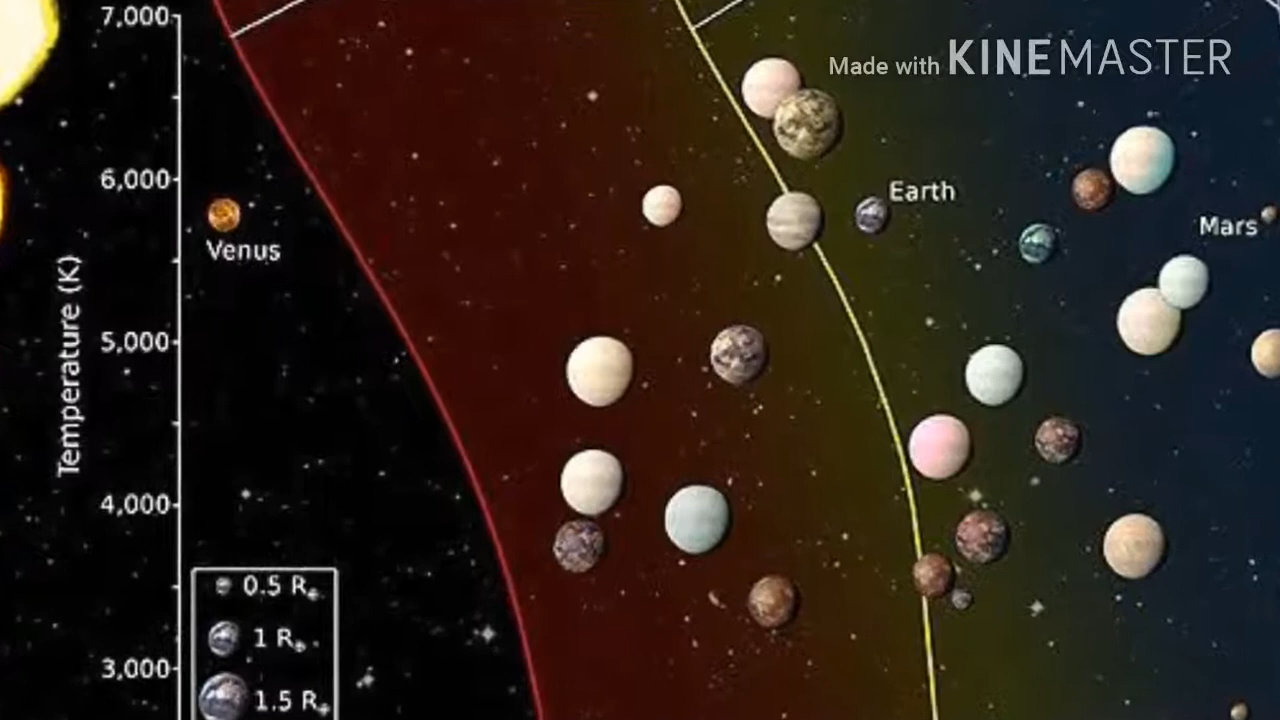 7,000
Made with KINEMASTER
6,000
Earth
Mars
Venus
Temperature (K)
5,000
4,000
0.5 R⊕
1 R⊕
3,000
1.5 R⊕